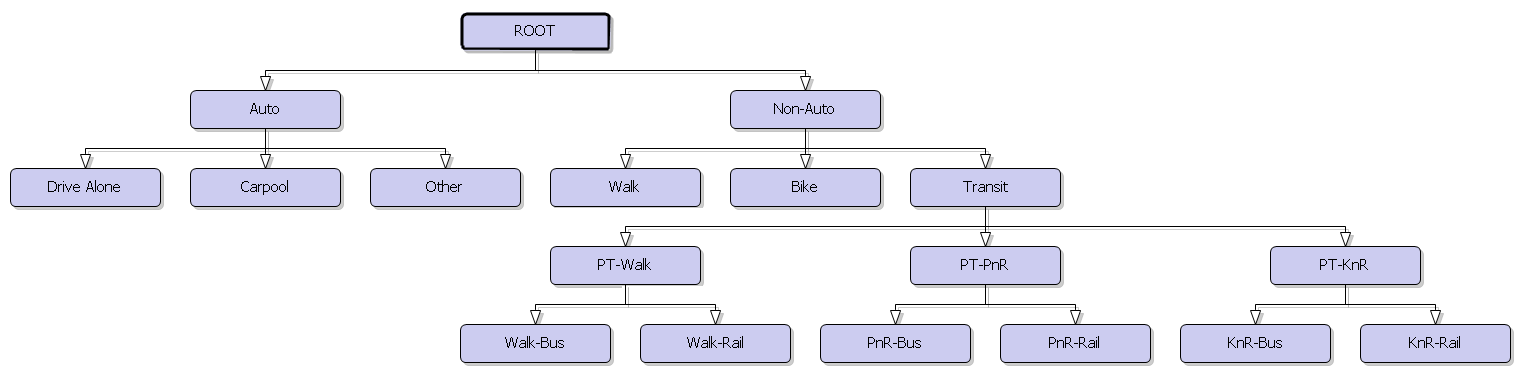 ROOT
Auto
Non-Auto
Drive Alone
Carpool
Other
Walk
Bike
Transit
PT-Walk
PT-PnR
PT-KnR
Walk-Bus
Walk-Rail
PnR-Bus
PnR-Rail
KnR-Bus
KnR-Rail